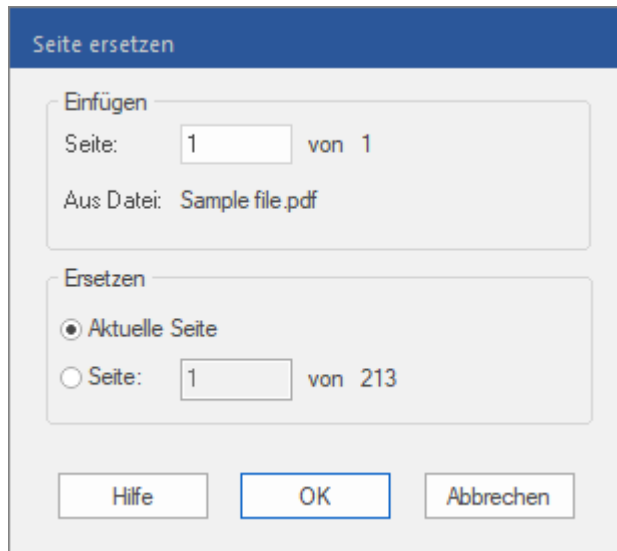 Seite ersetzen
Einfügen
Seite: 1 von 1
Aus Datei: Sample file.pdf
Ersetzen
Aktuelle Seite
Seite: 1 von 213
Hilfe OK Abbrechen